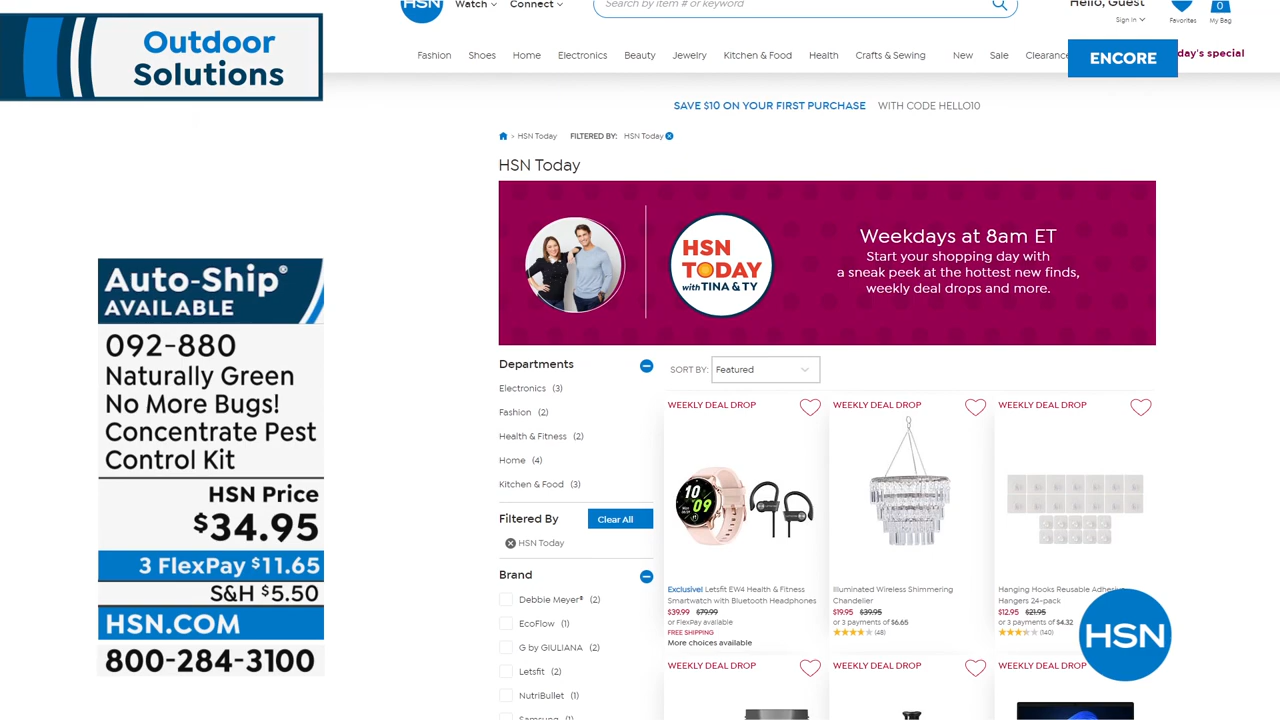 HSN
Watch
Connect
Search by item # or keyword
Hello, Guest
Sign In
Favorites
0
My Bag
Outdoor
Solutions
Fashion Shoes Home Electronics Beauty Jewelry Kitchen & Food Health Crafts & Sewing New Sale Clearance
ENCORE
day's special
SAVE $10 ON YOUR FIRST PURCHASE WITH CODE HELLO10
> HSN Today FILTERED BY: HSN Today
HSN Today
HSN
TODAY
with TINA & TY
Weekdays at 8am ET
Start your shopping day with
a sneak peek at the hottest new finds,
weekly deal drops and more.
Auto-Ship®
AVAILABLE
092-880
Naturally Green
No More Bugs!
Concentrate Pest
Control Kit
HSN Price
$34.95
3 FlexPay $11.65
S&H $5.50
HSN.COM
800-284-3100
Departments
Electronics (3)
Fashion (2)
Health & Fitness (2)
Home (4)
Kitchen & Food (3)
Filtered By
Clear All
HSN Today
Brand
Debbie Meyer® (2)
EcoFlow (1)
G by GIULIANA (2)
Letsfit (2)
NutriBullet (1)
Samsung (1)
SORT BY: Featured
WEEKLY DEAL DROP
10
09
Exclusive! Letsfit EW4 Health & Fitness
Smartwatch with Bluetooth Headphones
$39.99 $79.99
or FlexPay available
FREE SHIPPING
More choices available
WEEKLY DEAL DROP
Illuminated Wireless Shimmering
Chandelier
$19.95 $39.95
or 3 payments of $6.65
(48)
WEEKLY DEAL DROP
Hanging Hooks Reusable Adhesive
Hangers 24-pack
$12.95 $21.95
or 3 payments of $4.32
(140)
HSN
WEEKLY DEAL DROP
WEEKLY DEAL DROP
WEEKLY DEAL DROP